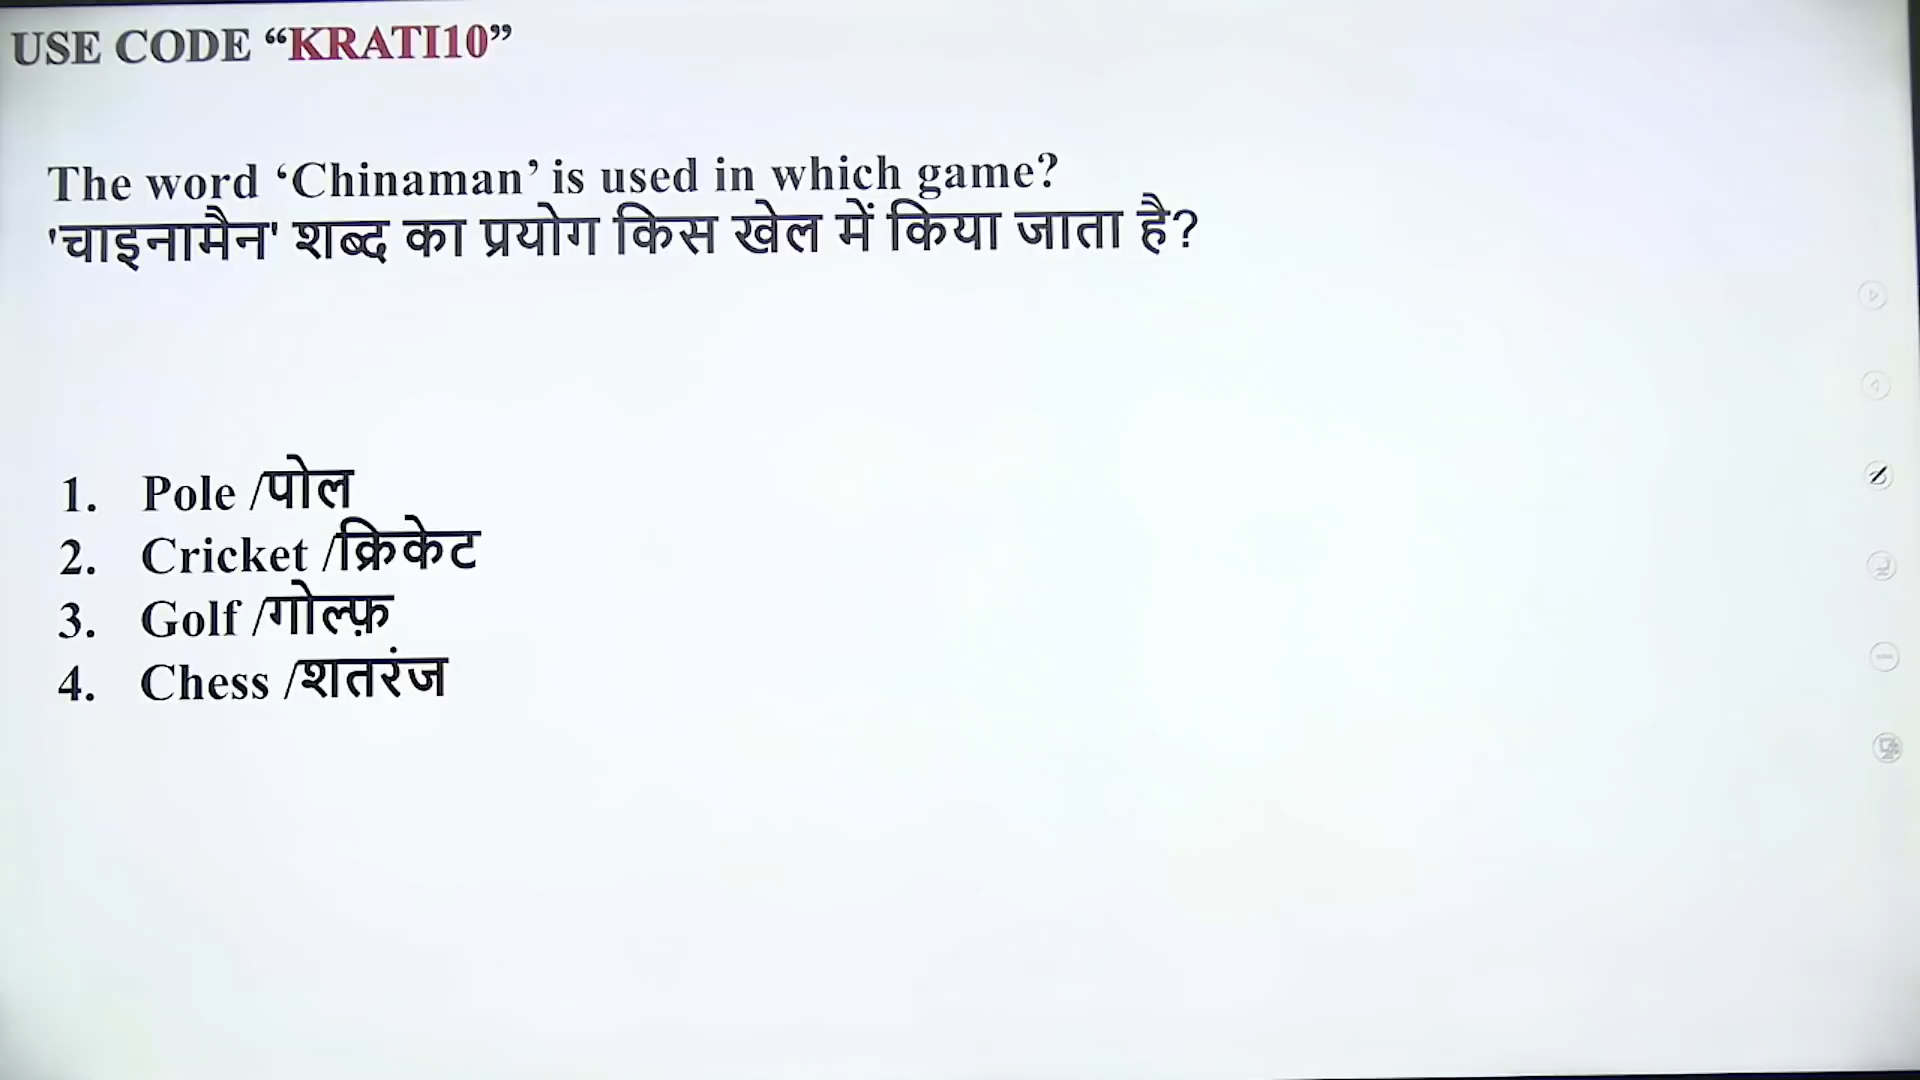 USE CODE “KRATI10”
The word ‘Chinaman’ is used in which game?
'चाइनामैन' शब्द का प्रयोग किस खेल में किया जाता है?
1. Pole /पोल
2. Cricket /क्रिकेट
3. Golf /गोल्फ़
4. Chess /शतरंज